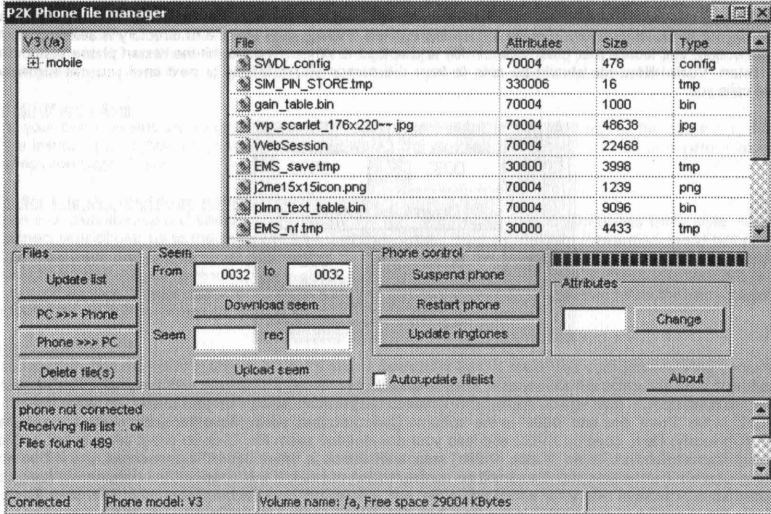 P2K Phone file manager
V3 (/a)
mobile
File Attributes Size Type
SWDL.config 70004 478 config
SIM_PIN_STORE.tmp 330006 16 tmp
gain_table.bin 70004 1000 bin
wp_scarlet_176x220~~.jpg 70004 48638 jpg
WebSession 70004 22468
EMS_save.tmp 30000 3998 tmp
j2me15x15icon.png 70004 1239 png
plmn_text_table.bin 70004 9096 bin
EMS_nf.tmp 30000 4433 tmp
Files
Update list
PC >>> Phone
Phone >>> PC
Delete file(s)
Seem
From 0032 to 0032
Download seem
Seem rec
Upload seem
Phone control
Suspend phone
Restart phone
Update ringtones
Autoupdate filelist
Attributes
Change
About
phone not connected
Receiving file list .. ok
Files found. 489
Connected Phone model: V3 Volume name: /a, Free space 29004 KBytes